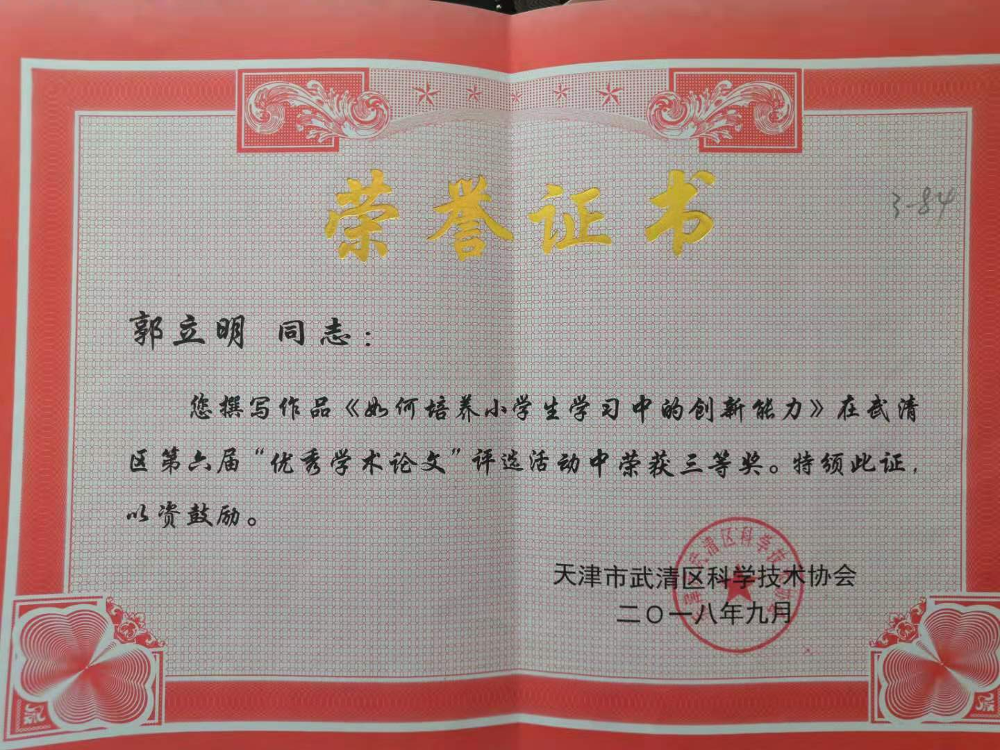 荣誉证书
3-84
郭立明 同志：
您撰写作品《如何培养小学生学习中的创新能力》在武清
区第六届“优秀学术论文”评选活动中荣获三等奖。特颁此证，
以资鼓励。
天津市武清区科学技术协会
二〇一八年九月